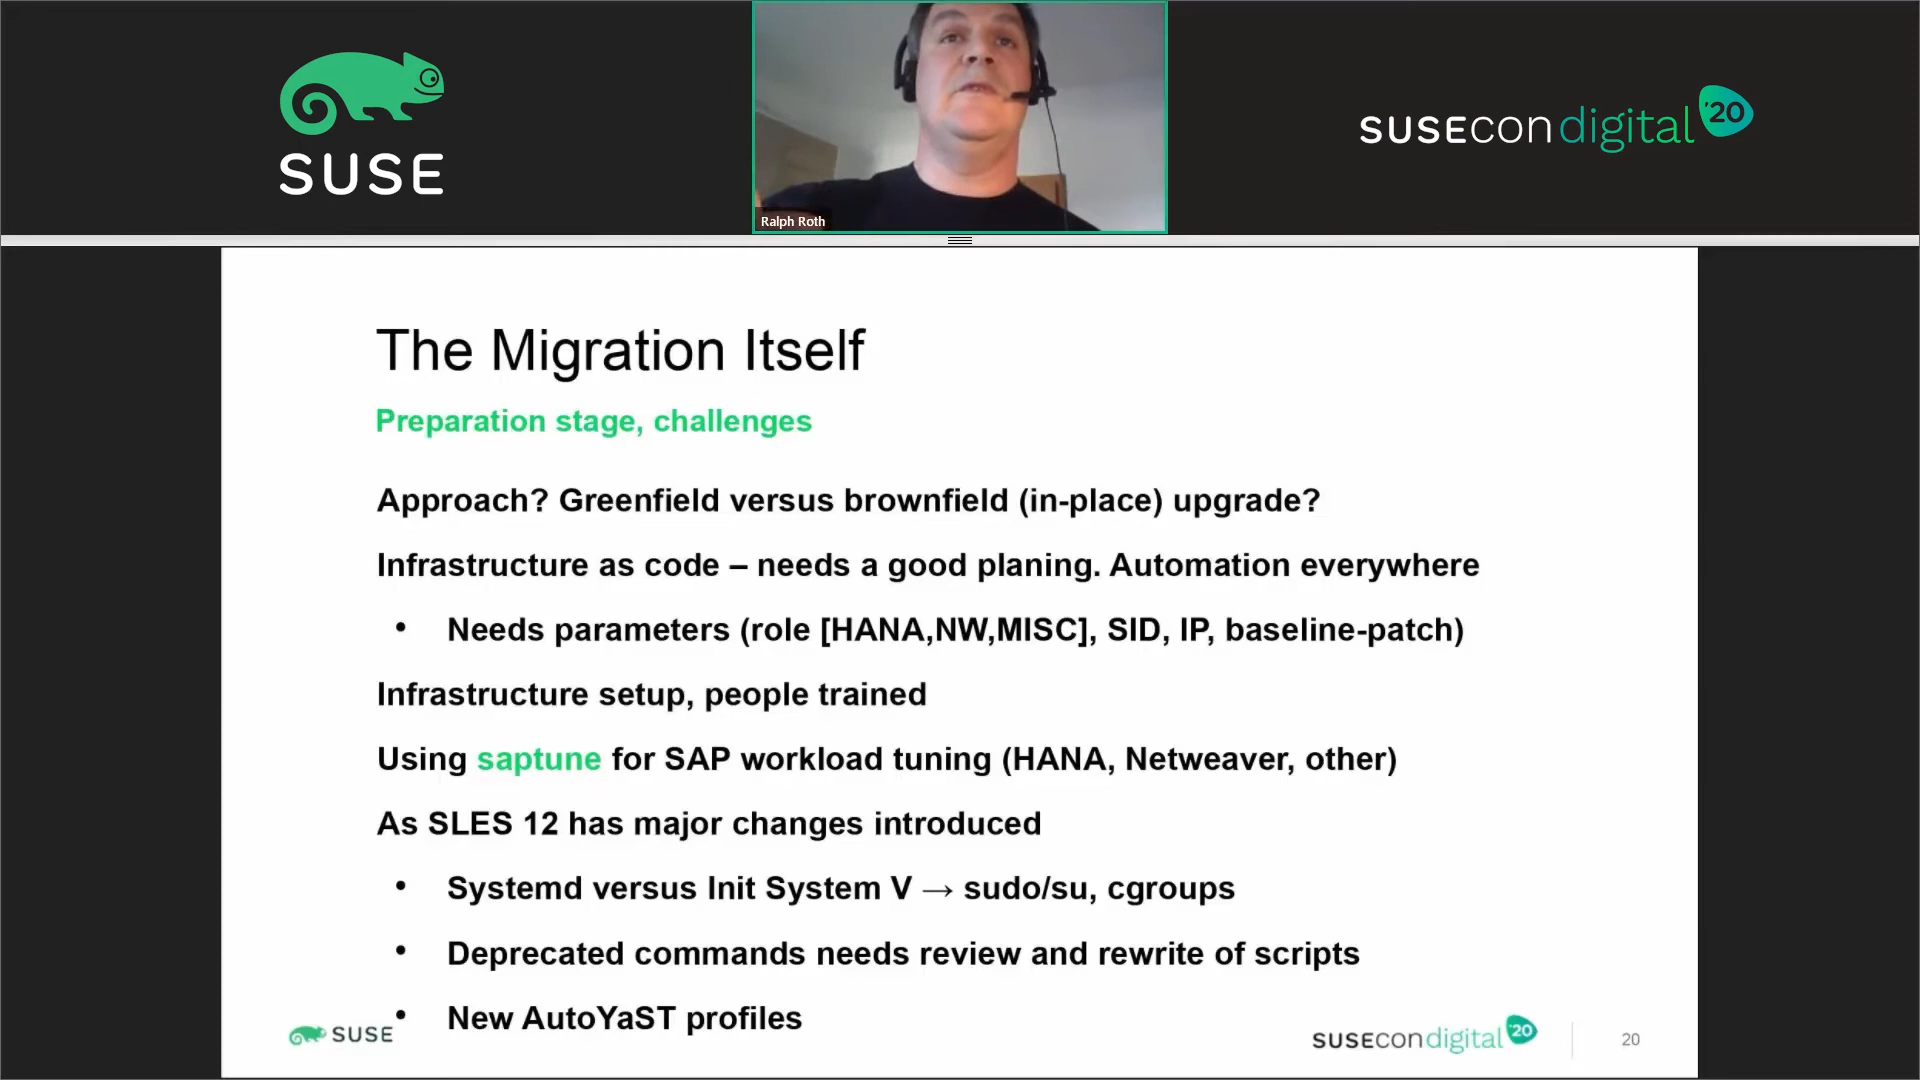 SUSE
SUSEcon digital '20
Ralph Roth
The Migration Itself
Preparation stage, challenges
Approach? Greenfield versus brownfield (in-place) upgrade?
Infrastructure as code – needs a good planing. Automation everywhere
• Needs parameters (role [HANA,NW,MISC], SID, IP, baseline-patch)
Infrastructure setup, people trained
Using saptune for SAP workload tuning (HANA, Netweaver, other)
As SLES 12 has major changes introduced
• Systemd versus Init System V → sudo/su, cgroups
• Deprecated commands needs review and rewrite of scripts
• New AutoYaST profiles
SUSE
SUSEcon digital '20
20